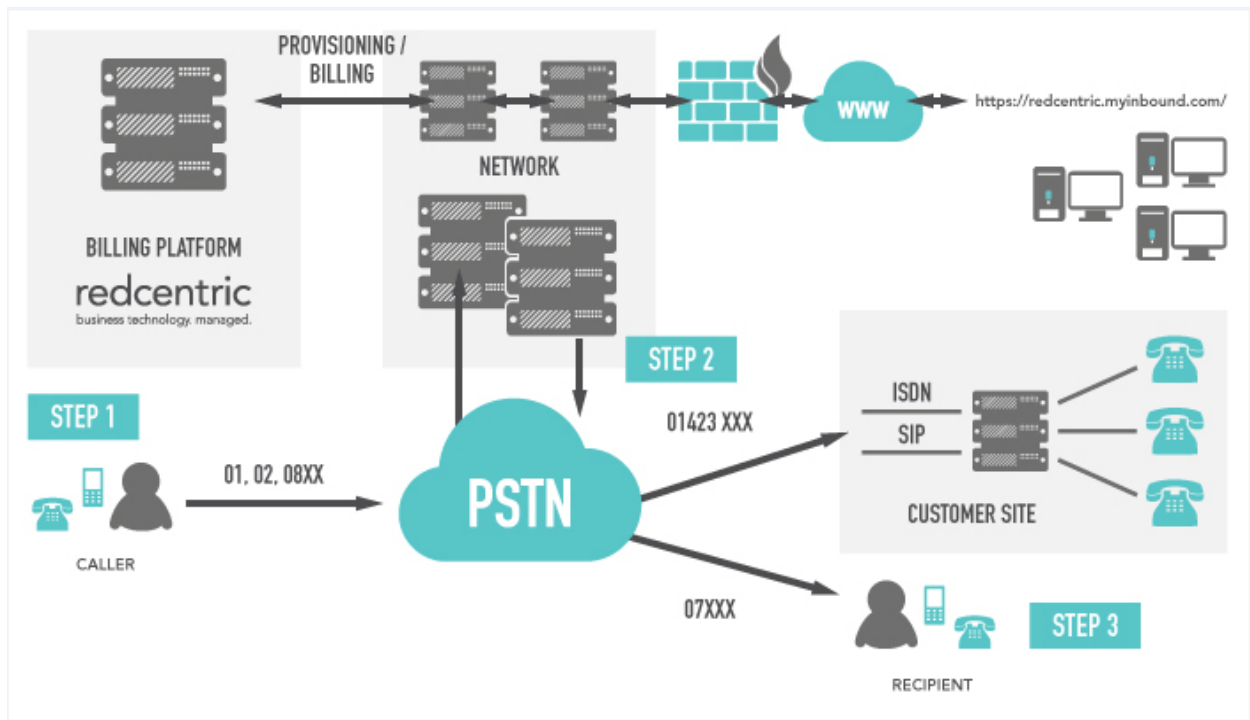 PROVISIONING /
BILLING
WWW
https://redcentric.myinbound.com/
NETWORK
BILLING PLATFORM
redcentric
business technology. managed.
STEP 1
STEP 2
01, 02, 08XX
PSTN
CALLER
01423 XXX
ISDN
SIP
CUSTOMER SITE
07XXX
STEP 3
RECIPIENT